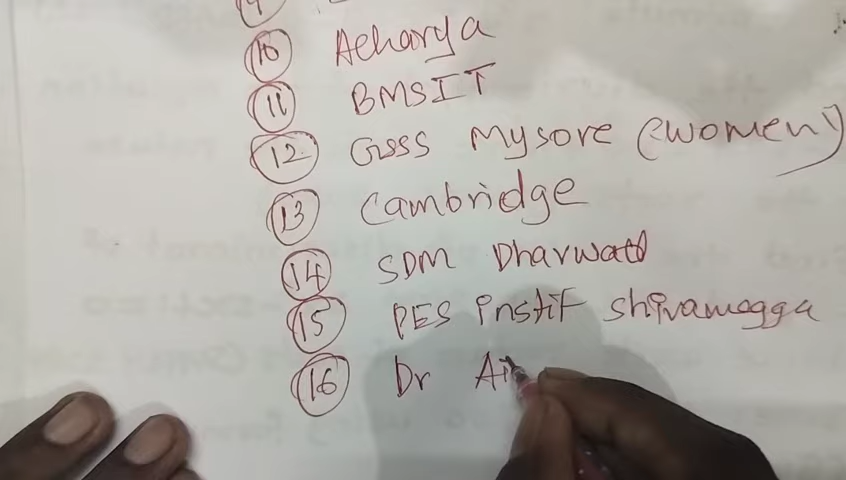 10 Acharya
11 BMSIT
12 GSSS Mysore (women)
13 Cambridge
14 SDM Dharwad
15 PES instit Shivamogga
16 Dr Ai